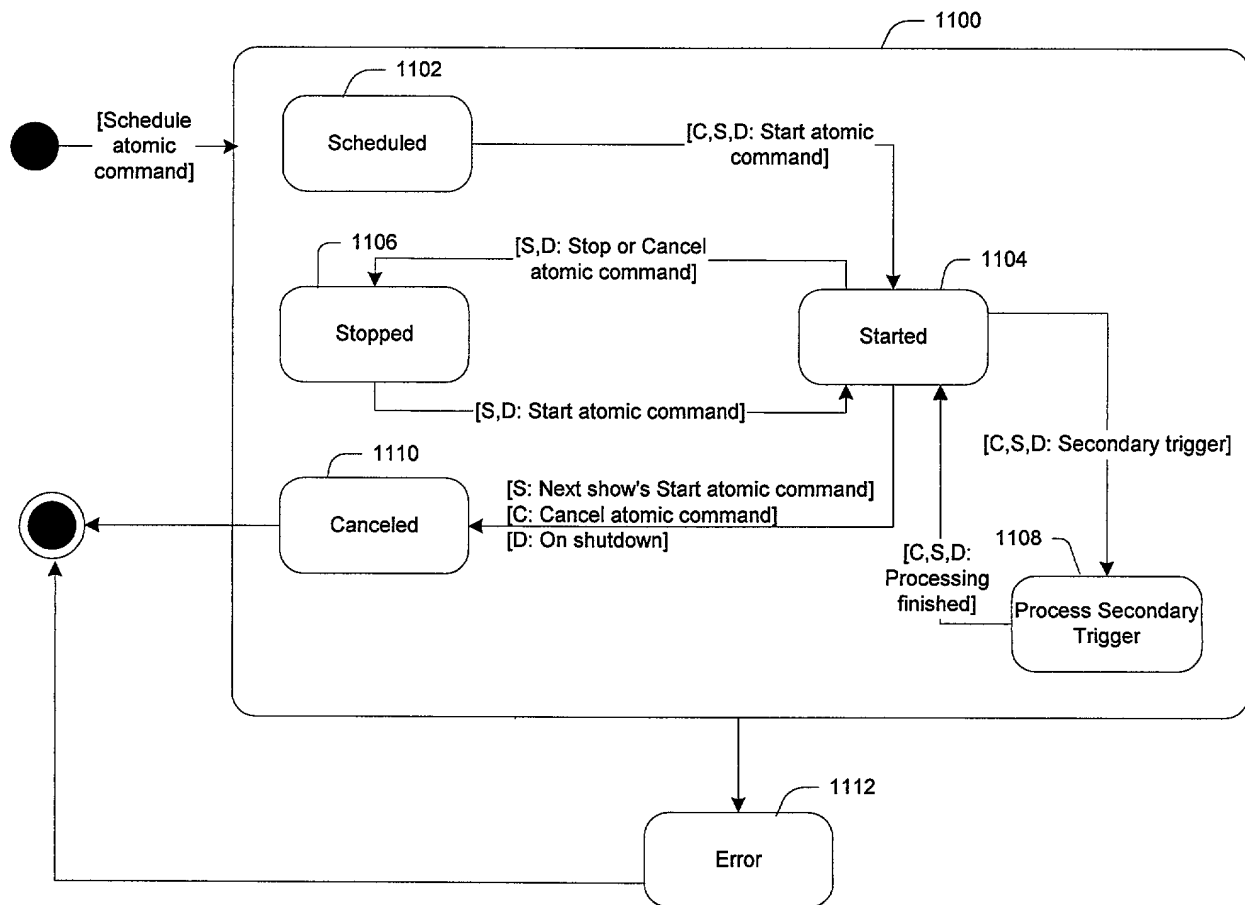 1100
1102
Scheduled
[Schedule
atomic
command]
[C,S,D: Start atomic
command]
1106
[S,D: Stop or Cancel
atomic command]
1104
Stopped
Started
[S,D: Start atomic command]
[C,S,D: Secondary trigger]
1110
Canceled
[S: Next show's Start atomic command]
[C: Cancel atomic command]
[D: On shutdown]
[C,S,D:
Processing
finished]
1108
Process Secondary
Trigger
1112
Error